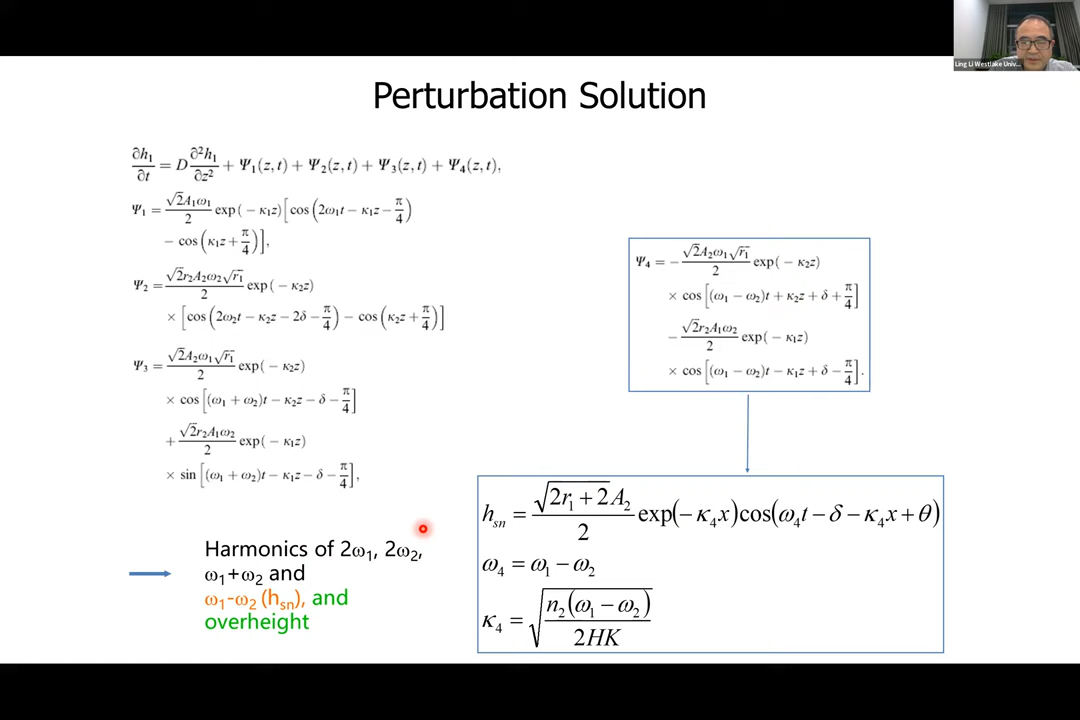 Ling Li Westlake Univ...
Perturbation Solution
∂h₁/∂t = D ∂²h₁/∂z² + Ψ₁(z, t) + Ψ₂(z, t) + Ψ₃(z, t) + Ψ₄(z, t),
Ψ₁ = √2A₁ω₁/2 exp(− κ₁z)[cos(2ω₁t − κ₁z − π/4)
− cos(κ₁z + π/4)],
Ψ₂ = √2r₂A₂ω₂√r₁/2 exp(− κ₂z)
× [cos(2ω₂t − κ₂z − 2δ − π/4) − cos(κ₂z + π/4)]
Ψ₃ = √2A₂ω₁√r₁/2 exp(− κ₂z)
× cos[(ω₁ + ω₂)t − κ₂z − δ − π/4]
+ √2r₂A₁ω₂/2 exp(− κ₁z)
× sin[(ω₁ + ω₂)t − κ₁z − δ − π/4],
Ψ₄ = − √2A₂ω₁√r₁/2 exp(− κ₂z)
× cos[(ω₁ − ω₂)t + κ₂z + δ + π/4]
− √2r₂A₁ω₂/2 exp(− κ₁z)
× cos[(ω₁ − ω₂)t − κ₁z + δ − π/4].
hₛₙ = √(2r₁ + 2)A₂/2 exp(−κ₄x)cos(ω₄t − δ − κ₄x + θ)
ω₄ = ω₁ − ω₂
κ₄ = √(n₂(ω₁ − ω₂)/2HK)
Harmonics of 2ω₁, 2ω₂,
ω₁+ω₂ and
ω₁-ω₂ (hₛₙ), and
overheight